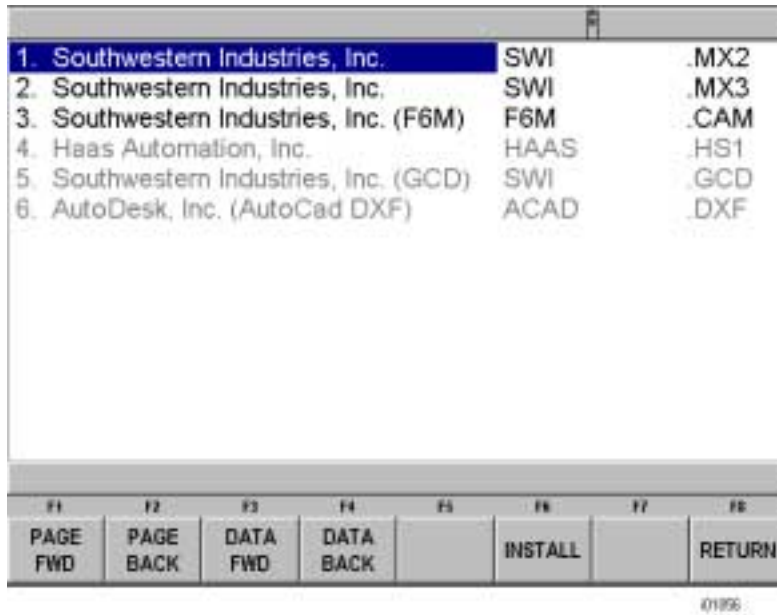 1. Southwestern Industries, Inc. SWI .MX2
2. Southwestern Industries, Inc. SWI .MX3
3. Southwestern Industries, Inc. (F6M) F6M .CAM
4. Haas Automation, Inc. HAAS .HS1
5. Southwestern Industries, Inc. (GCD) SWI .GCD
6. AutoDesk, Inc. (AutoCad DXF) ACAD .DXF
F1 F2 F3 F4 F5 F6 F7 F8
PAGE FWD PAGE BACK DATA FWD DATA BACK INSTALL RETURN
i01856